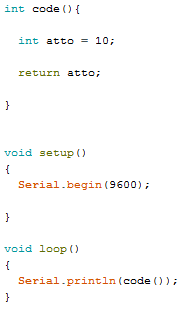 int code(){
int atto = 10;
return atto;
}
void setup()
{
Serial.begin(9600);
}
void loop()
{
Serial.println(code());
}